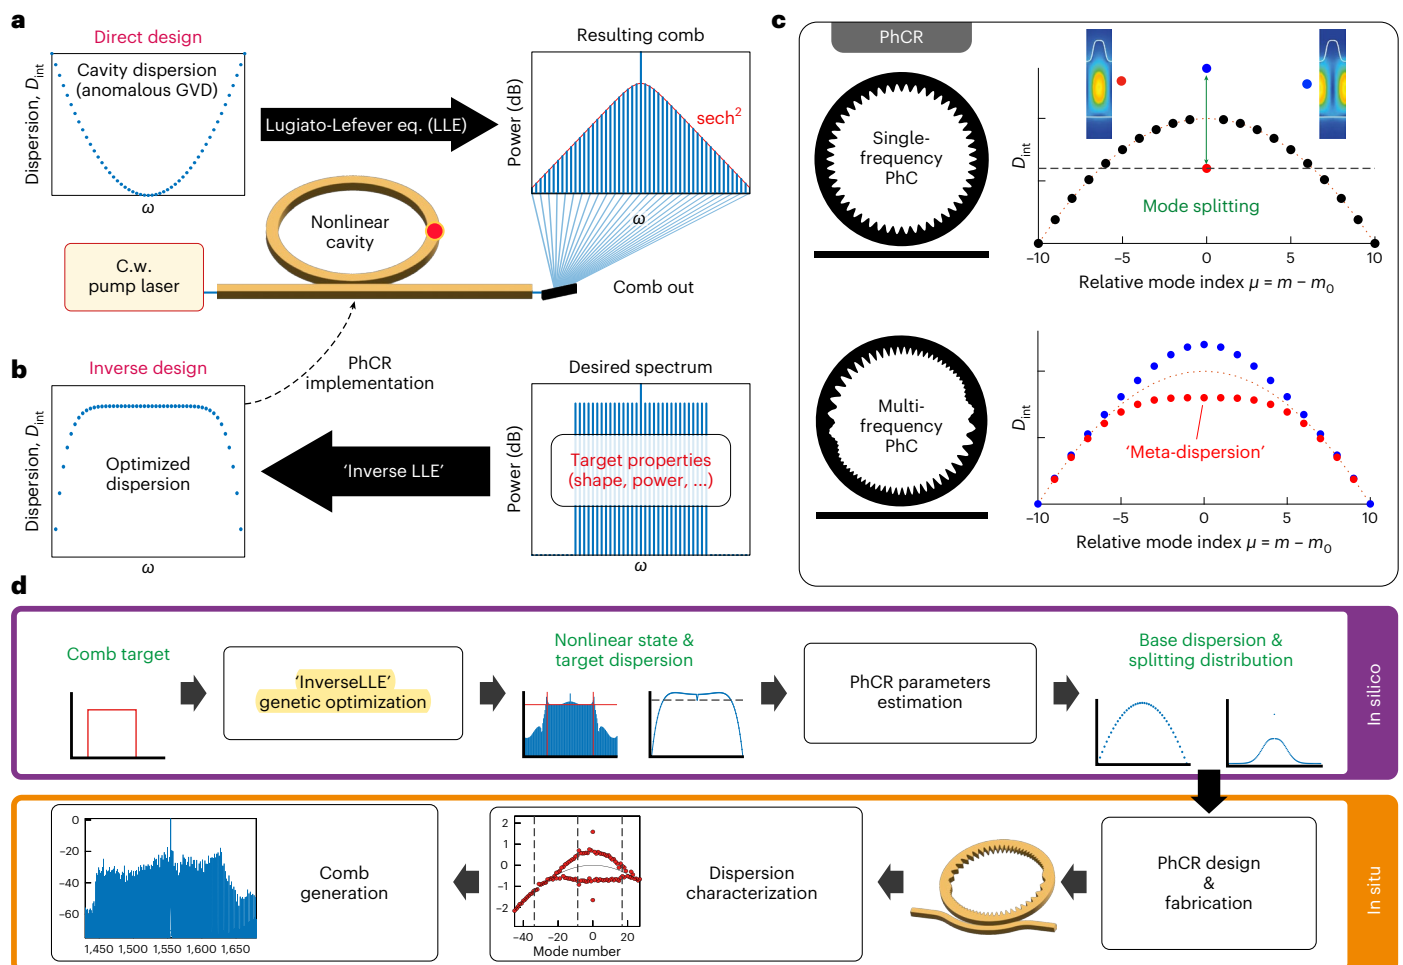 a
Direct design
Dispersion, Dint
Cavity dispersion
(anomalous GVD)
ω
Lugiato-Lefever eq. (LLE)
Resulting comb
Power (dB)
sech2
ω
Nonlinear
cavity
C.w.
pump laser
Comb out
b
Inverse design
Dispersion, Dint
Optimized
dispersion
ω
PhCR
implementation
'Inverse LLE'
Desired spectrum
Power (dB)
Target properties
(shape, power, ...)
ω
c
PhCR
Single-
frequency
PhC
Dint
Mode splitting
−10 −5 0 5 10
Relative mode index μ = m − m0
Multi-
frequency
PhC
Dint
'Meta-dispersion'
−10 −5 0 5 10
Relative mode index μ = m − m0
d
Comb target
'InverseLLE'
genetic optimization
Nonlinear state &
target dispersion
PhCR parameters
estimation
Base dispersion &
splitting distribution
In silico
0
−20
−40
−60
1,450 1,500 1,550 1,600 1,650
Comb
generation
2
1
0
−1
−2
−40 −20 0 20
Mode number
Dispersion
characterization
PhCR design
&
fabrication
In situ